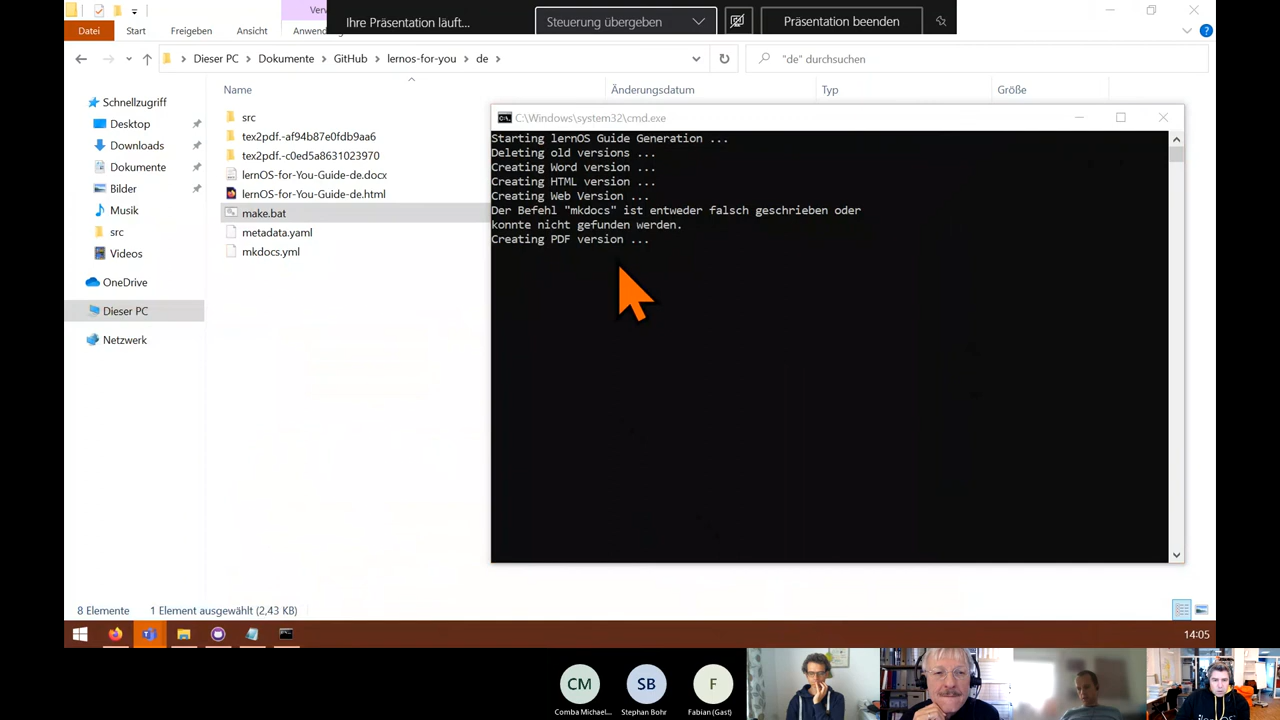 Verv
Ihre Präsentation läuft...
Steuerung übergeben
Präsentation beenden
Datei
Start
Freigeben
Ansicht
Anwend
Dieser PC
Dokumente
GitHub
lernos-for-you
de
"de" durchsuchen
Name
Änderungsdatum
Typ
Größe
Schnellzugriff
Desktop
Downloads
Dokumente
Bilder
Musik
src
Videos
OneDrive
Dieser PC
Netzwerk
src
tex2pdf.-af94b87e0fdb9aa6
tex2pdf.-c0ed5a8631023970
lernOS-for-You-Guide-de.docx
lernOS-for-You-Guide-de.html
make.bat
metadata.yaml
mkdocs.yml
C:\Windows\system32\cmd.exe
Starting lernOS Guide Generation ...
Deleting old versions ...
Creating Word version ...
Creating HTML version ...
Creating Web Version ...
Der Befehl "mkdocs" ist entweder falsch geschrieben oder
konnte nicht gefunden werden.
Creating PDF version ...
8 Elemente
1 Element ausgewählt (2,43 KB)
14:05
CM
SB
F
Comba Michael...
Stephan Bohr
Fabian (Gast)